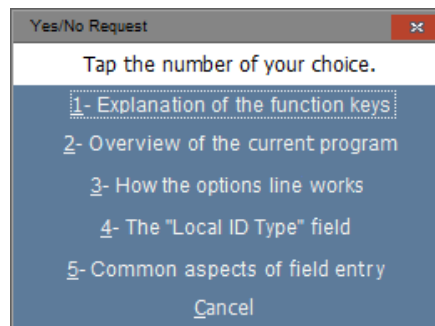 Yes/No Request
Tap the number of your choice.
1- Explanation of the function keys
2- Overview of the current program
3- How the options line works
4- The "Local ID Type" field
5- Common aspects of field entry
Cancel